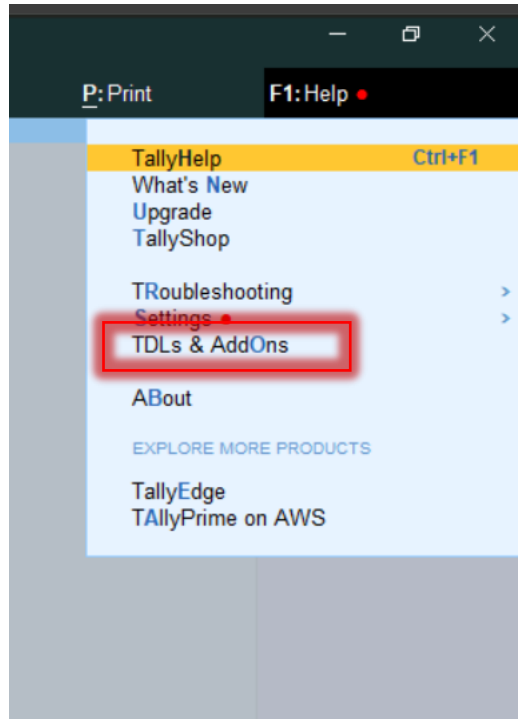 P: Print
F1: Help
TallyHelp Ctrl+F1
What's New
Upgrade
TallyShop
TRoubleshooting >
Settings >
TDLs & AddOns
ABout
EXPLORE MORE PRODUCTS
TallyEdge
TAllyPrime on AWS